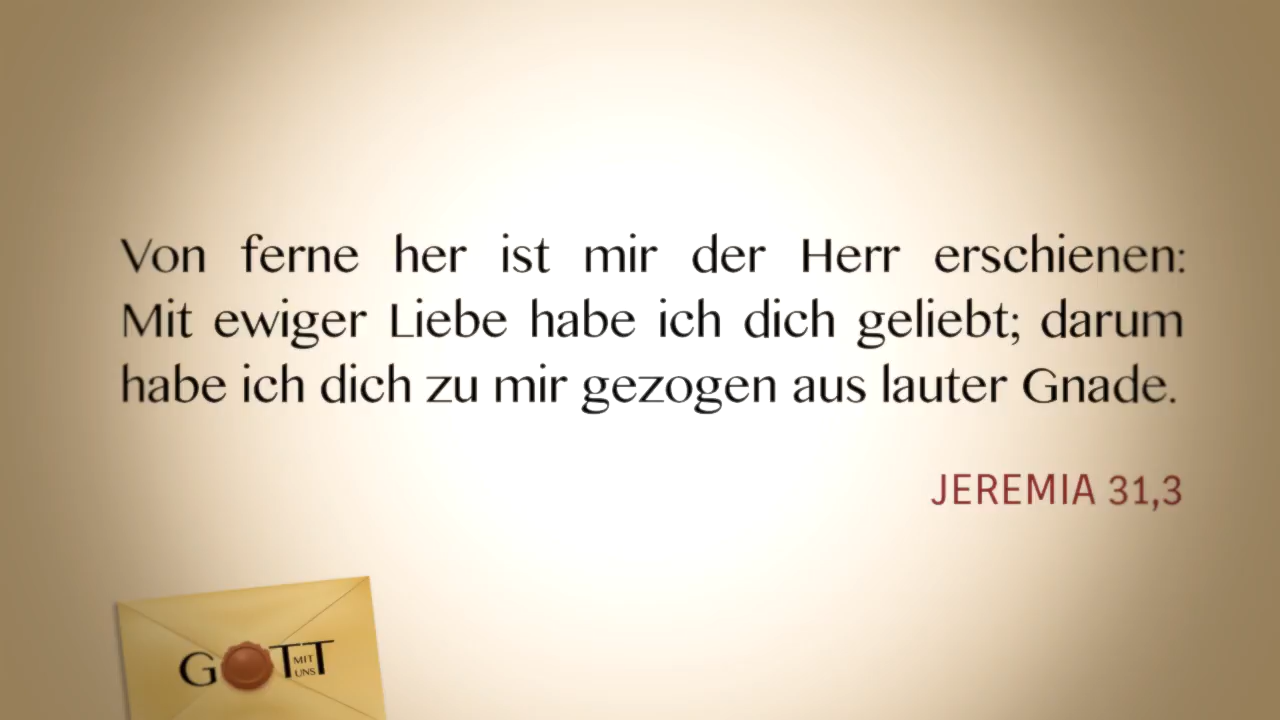 Von ferne her ist mir der Herr erschienen:
Mit ewiger Liebe habe ich dich geliebt; darum
habe ich dich zu mir gezogen aus lauter Gnade.
JEREMIA 31,3
GOTT
MIT
UNS